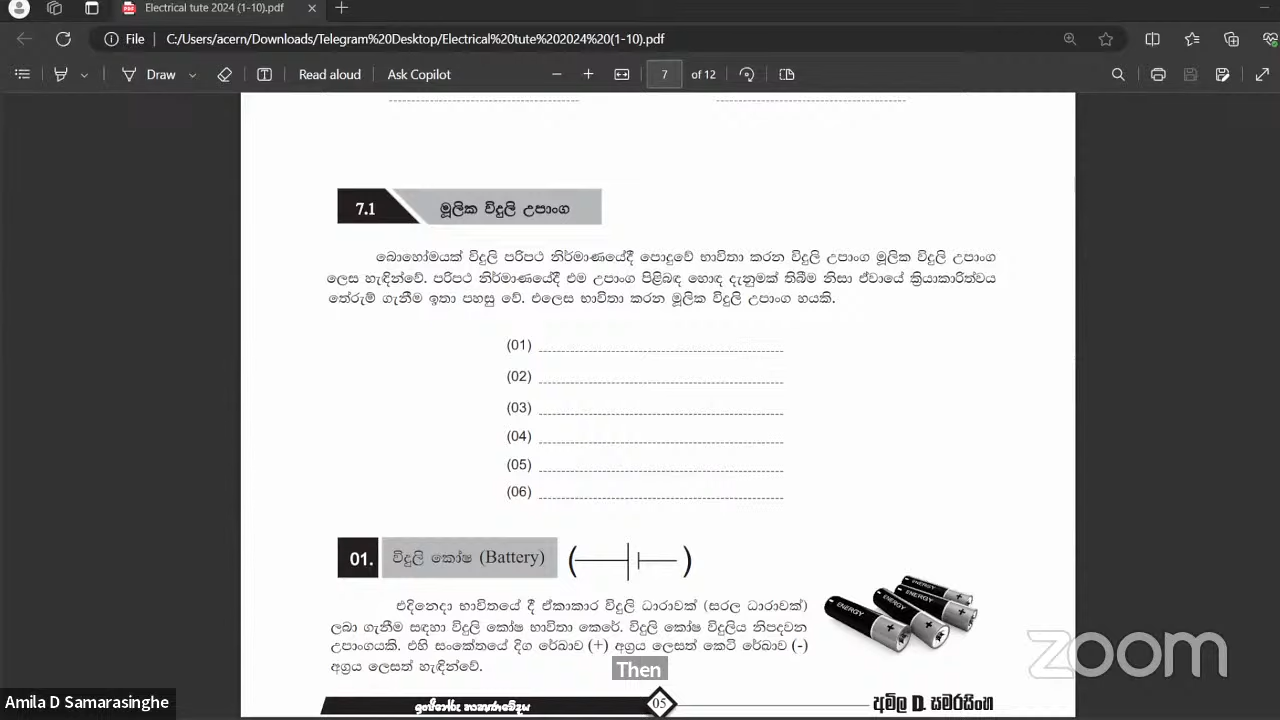 Electrical tute 2024 (1-10).pdf
File C:/Users/acern/Downloads/Telegram%20Desktop/Electrical%20tute%202024%20(1-10).pdf
Draw Read aloud Ask Copilot 7 of 12
7.1 මූලික විදුලි උපාංග
බොහෝමයක් විදුලි පරිපථ නිර්මාණයේදී පොදුවේ භාවිතා කරන විදුලි උපාංග මූලික විදුලි උපාංග
ලෙස හැඳින්වේ. පරිපථ නිර්මාණයේදී එම උපාංග පිළිබඳ හොඳ දැනුමක් තිබීම නිසා ඒවායේ ක්‍රියාකාරිත්වය
තේරුම් ගැනීම ඉතා පහසු වේ. එලෙස භාවිතා කරන මූලික විදුලි උපාංග හයකි.
(01)
(02)
(03)
(04)
(05)
(06)
01. විදුලි කෝෂ (Battery)
එදිනෙදා භාවිතයේ දී ඒකාකාර විදුලි ධාරාවක් (සරල ධාරාවක්)
ලබා ගැනීම සඳහා විදුලි කෝෂ භාවිතා කෙරේ. විදුලි කෝෂ විදුලිය නිපදවන
උපාංගයකි. එහි සංකේතයේ දිග රේඛාව (+) අග්‍රය ලෙසත් කෙටි රේඛාව (-)
අග්‍රය ලෙසත් හැඳින්වේ.
ENERGY
ENERGY
ENERGY
ENERGY
Then
zoom
Amila D Samarasinghe
05
අමිල D. සමරසිංහ